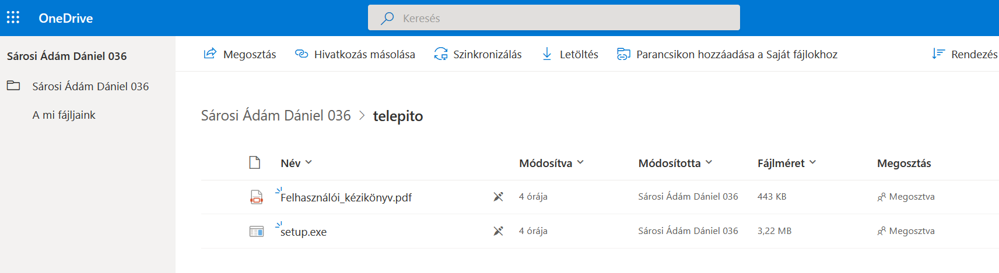 OneDrive
Keresés
Sárosi Ádám Dániel 036
Sárosi Ádám Dániel 036
A mi fájljaink
Megosztás Hivatkozás másolása Szinkronizálás Letöltés Parancsikon hozzáadása a Saját fájlokhoz Rendezés
Sárosi Ádám Dániel 036 > telepito
Név Módosítva Módosította Fájlméret Megosztás
Felhasználói_kézikönyv.pdf 4 órája Sárosi Ádám Dániel 036 443 KB Megosztva
setup.exe 4 órája Sárosi Ádám Dániel 036 3,22 MB Megosztva